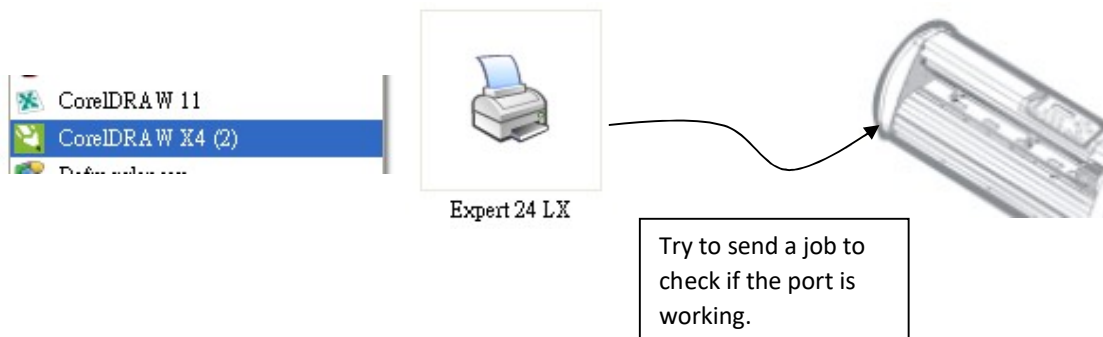 CorelDRAW 11
CorelDRAW X4 (2)
Expert 24 LX
Try to send a job to
check if the port is
working.